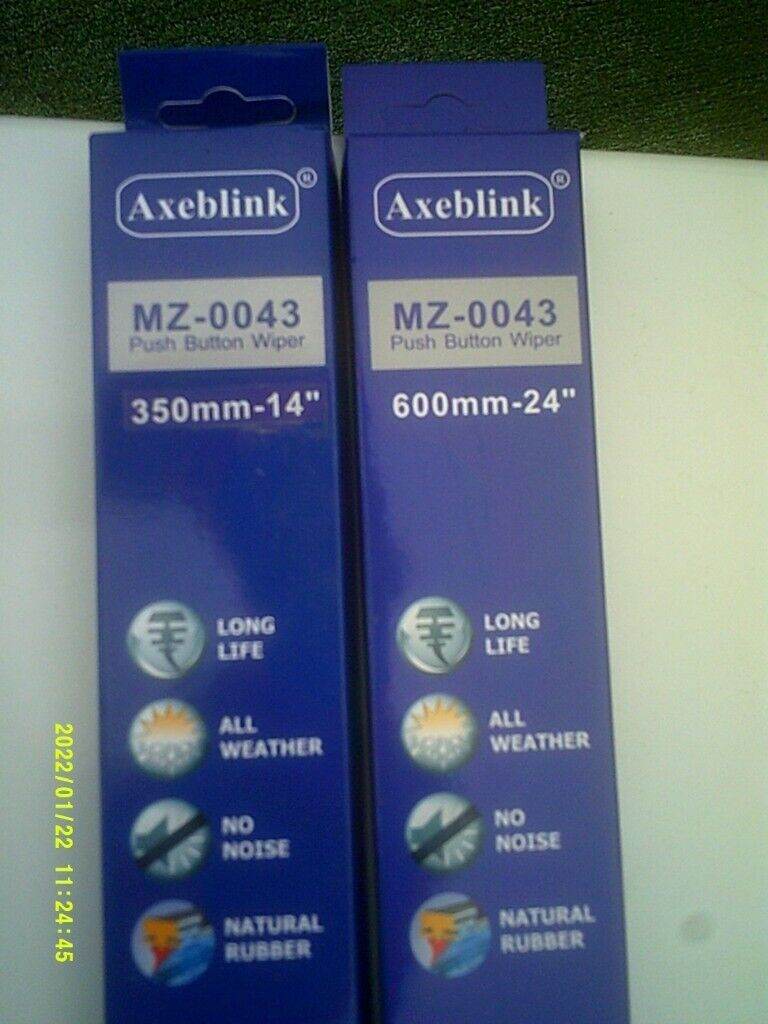 Axeblink®
MZ-0043
Push Button Wiper
350mm-14"
LONG
LIFE
ALL
WEATHER
NO
NOISE
NATURAL
RUBBER
Axeblink®
MZ-0043
Push Button Wiper
600mm-24"
LONG
LIFE
ALL
WEATHER
NO
NOISE
NATURAL
RUBBER
2022/01/22 11:24:45